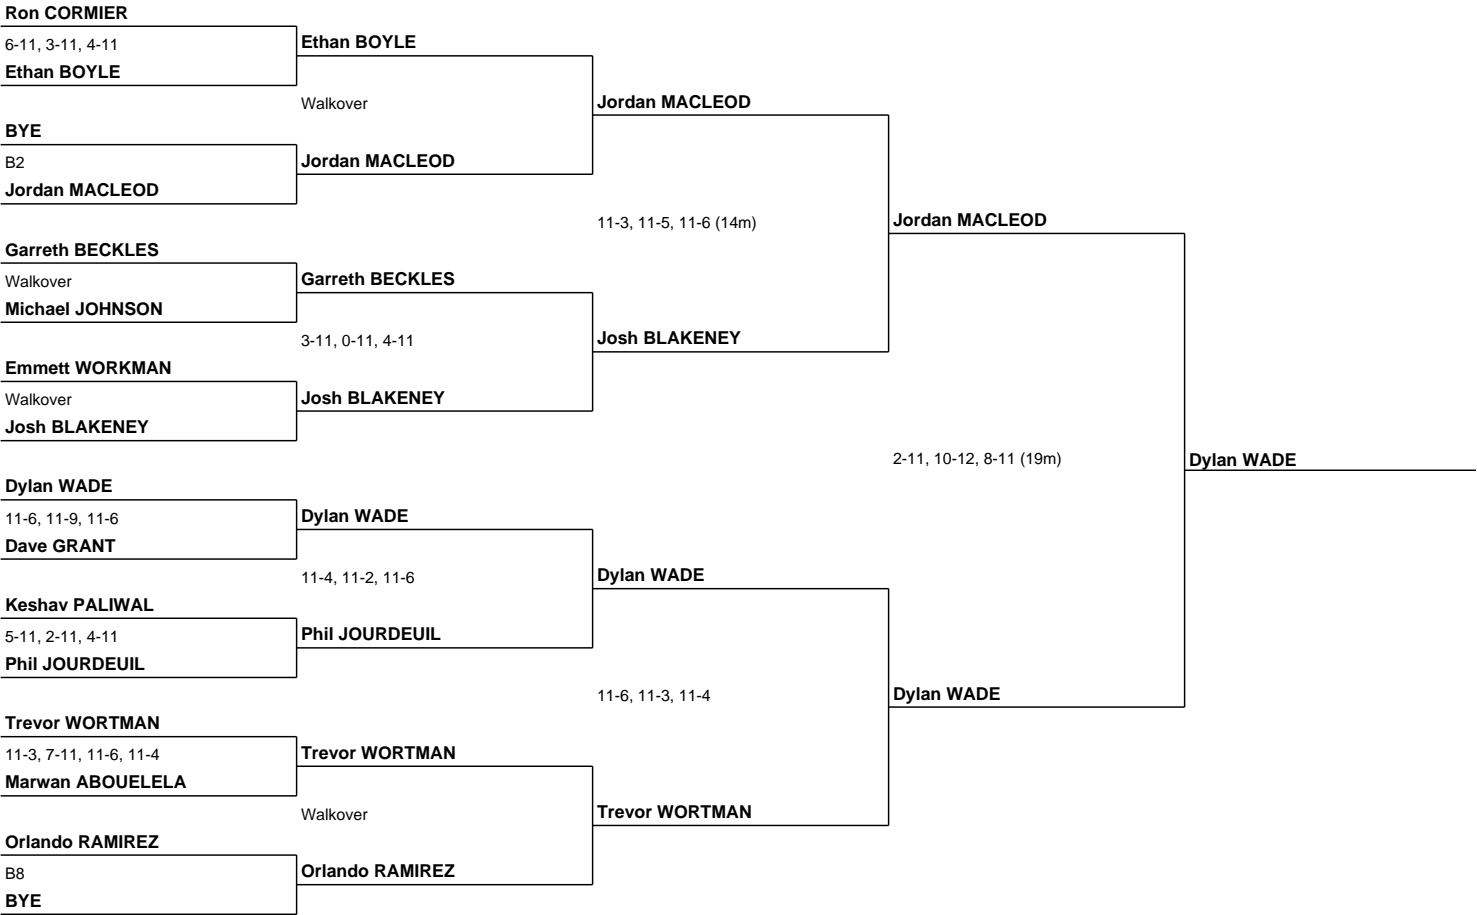 Ron CORMIER
6-11, 3-11, 4-11
Ethan BOYLE
BYE
B2
Jordan MACLEOD
Garreth BECKLES
Walkover
Michael JOHNSON
Emmett WORKMAN
Walkover
Josh BLAKENEY
Dylan WADE
11-6, 11-9, 11-6
Dave GRANT
Keshav PALIWAL
5-11, 2-11, 4-11
Phil JOURDEUIL
Trevor WORTMAN
11-3, 7-11, 11-6, 11-4
Marwan ABOUELELA
Orlando RAMIREZ
B8
BYE
Ethan BOYLE
Walkover
Jordan MACLEOD
Garreth BECKLES
3-11, 0-11, 4-11
Josh BLAKENEY
Dylan WADE
11-4, 11-2, 11-6
Phil JOURDEUIL
Trevor WORTMAN
Walkover
Orlando RAMIREZ
Jordan MACLEOD
11-3, 11-5, 11-6 (14m)
Josh BLAKENEY
Dylan WADE
11-6, 11-3, 11-4
Trevor WORTMAN
Jordan MACLEOD
2-11, 10-12, 8-11 (19m)
Dylan WADE
Dylan WADE